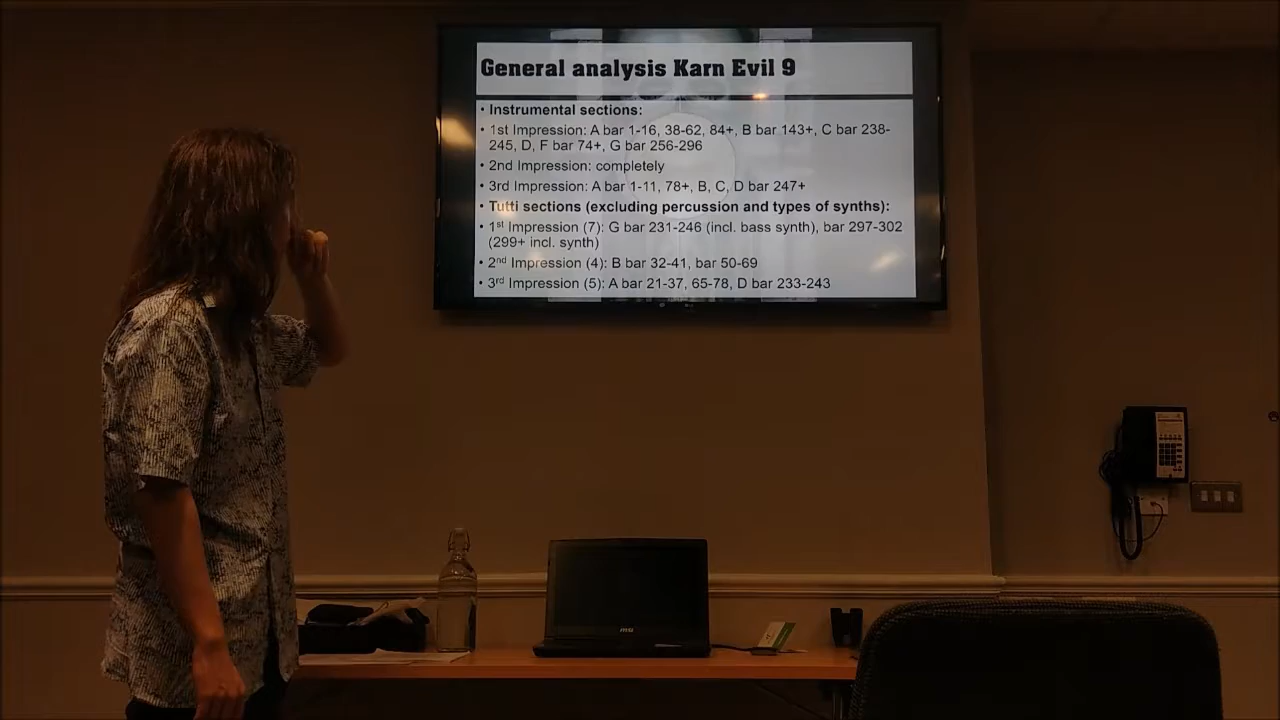 General analysis Karn Evil 9
• Instrumental sections:
• 1st Impression: A bar 1-16, 38-62, 84+, B bar 143+, C bar 238-
245, D, F bar 74+, G bar 256-296
• 2nd Impression: completely
• 3rd Impression: A bar 1-11, 78+, B, C, D bar 247+
• Tutti sections (excluding percussion and types of synths):
• 1st Impression (7): G bar 231-246 (incl. bass synth), bar 297-302
(299+ incl. synth)
• 2nd Impression (4): B bar 32-41, bar 50-69
• 3rd Impression (5): A bar 21-37, 65-78, D bar 233-243
msi